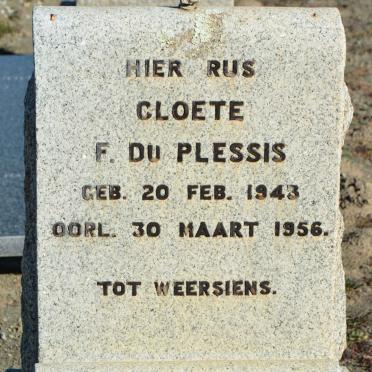 HIER RUS
CLOETE
F. DU PLESSIS
GEB. 20 FEB. 1943
OORL. 30 MAART 1956.
TOT WEERSIENS.